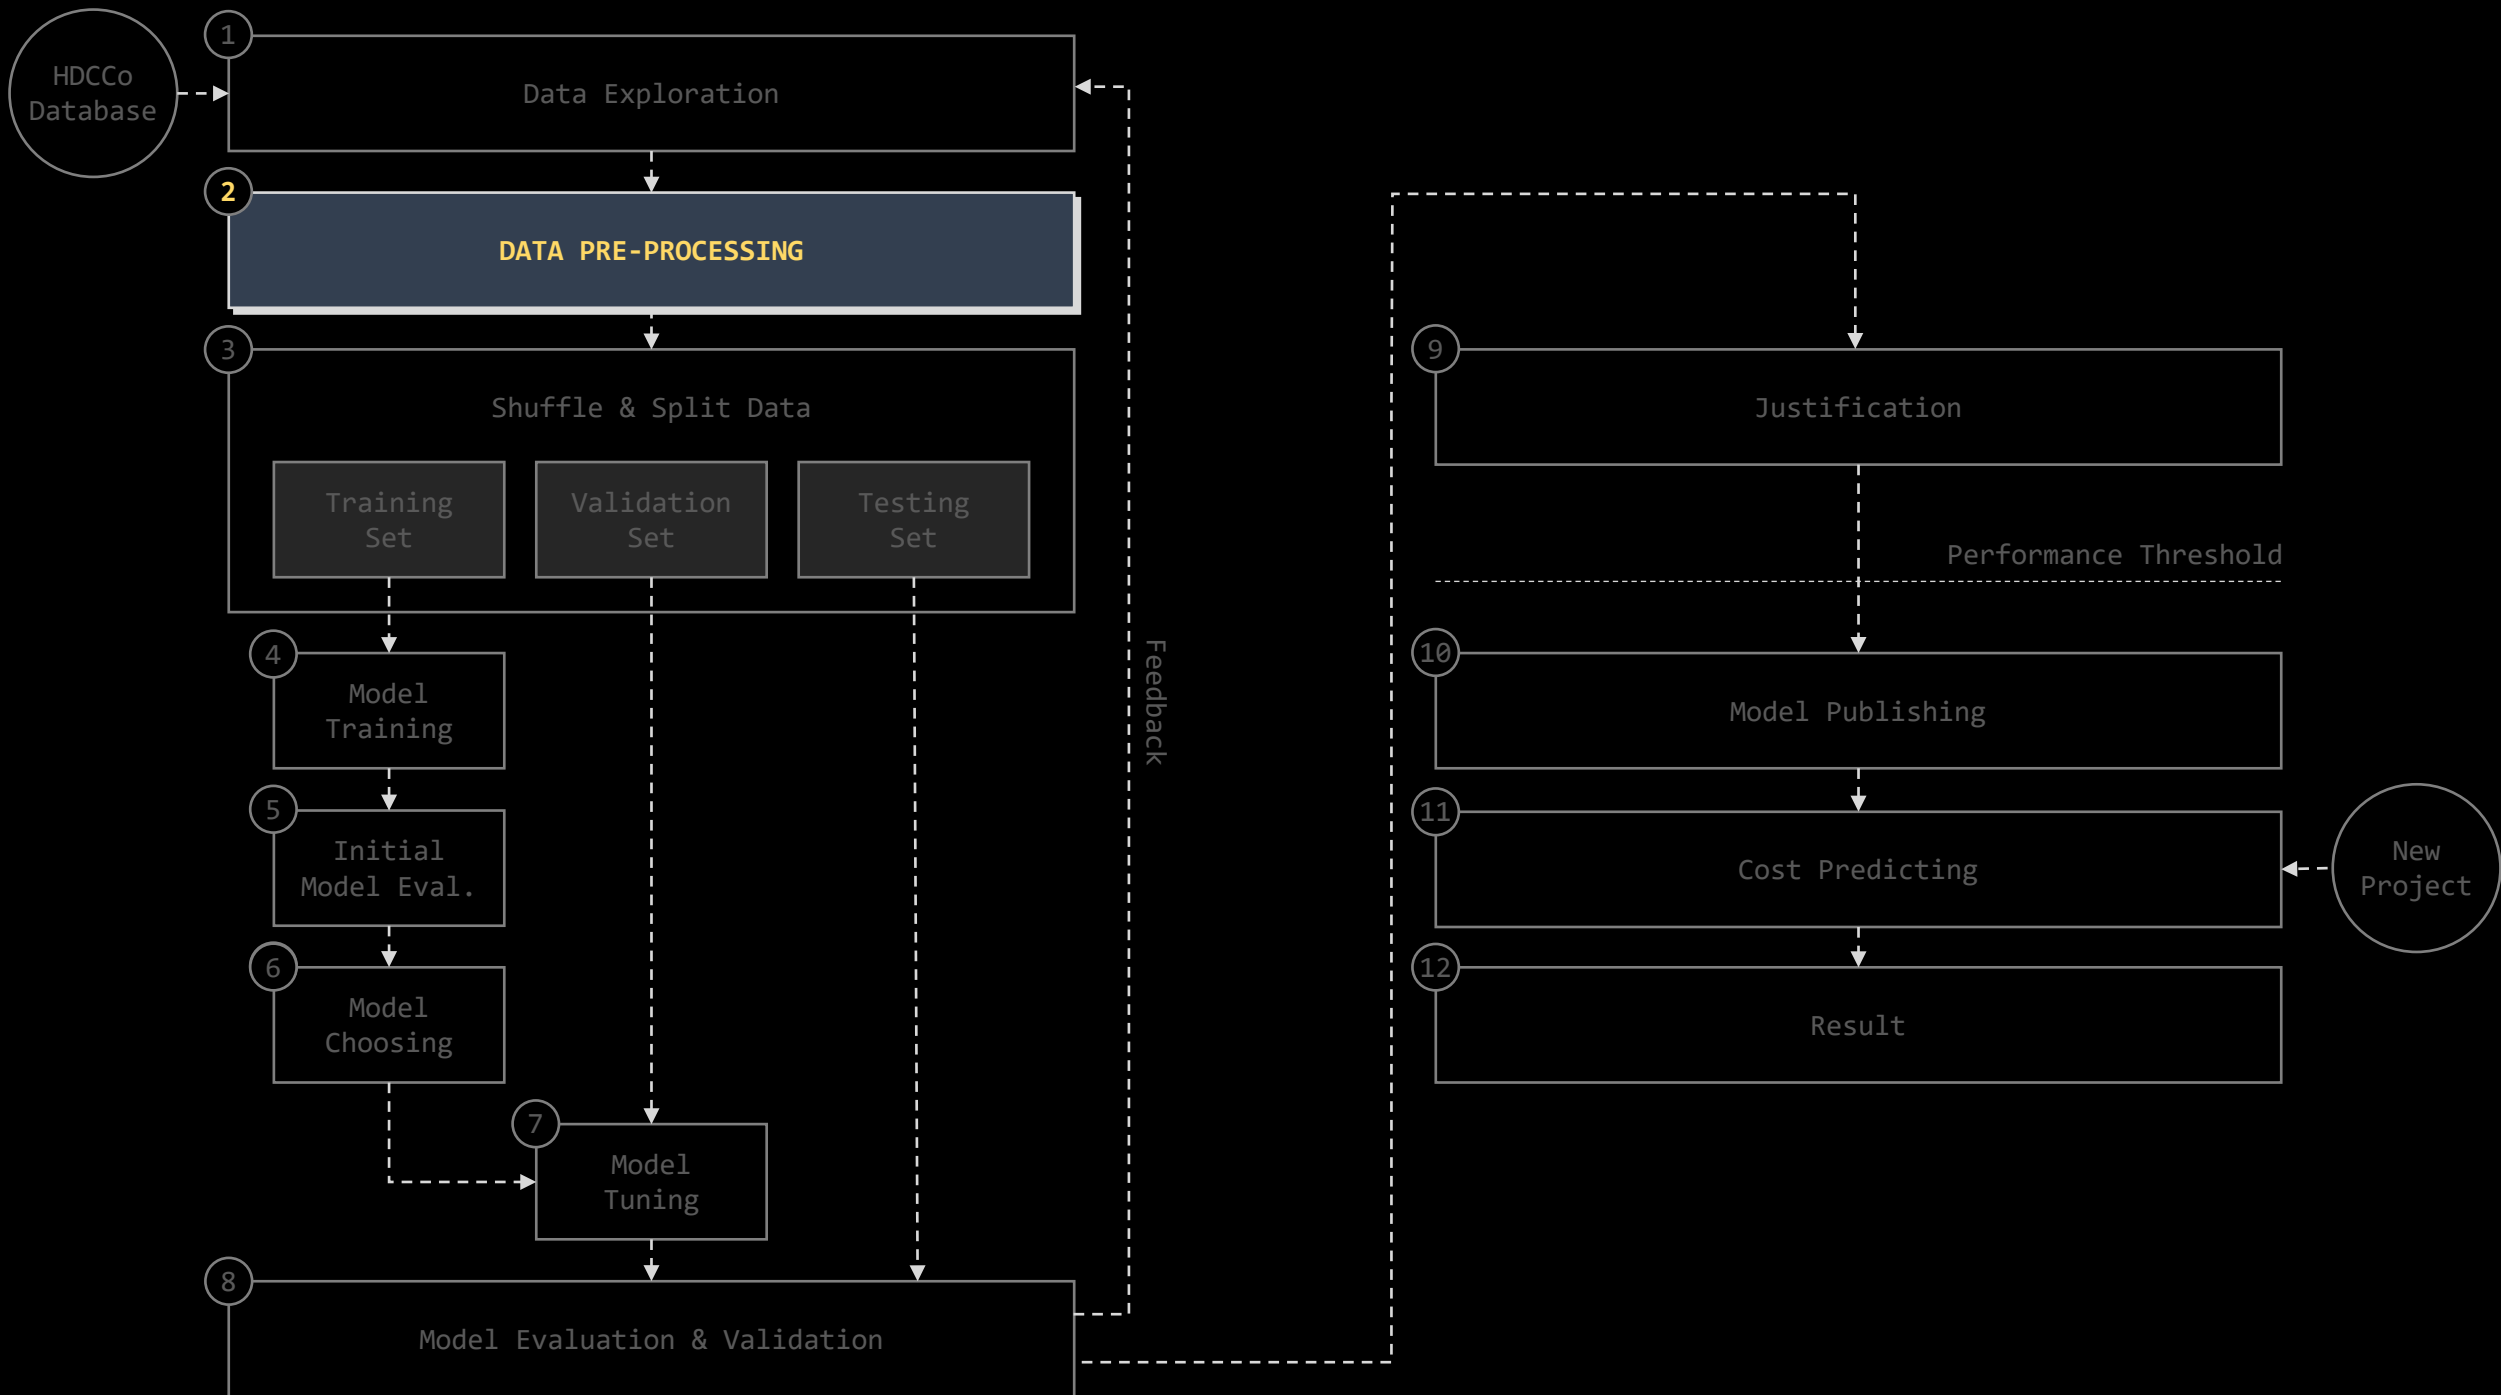 HDCCo
Database
1
Data Exploration
2
DATA PRE-PROCESSING
3
Shuffle & Split Data
Training
Set
Validation
Set
Testing
Set
4
Model
Training
5
Initial
Model Eval.
6
Model
Choosing
7
Model
Tuning
8
Model Evaluation & Validation
Feedback
9
Justification
Performance Threshold
10
Model Publishing
11
Cost Predicting
New
Project
12
Result